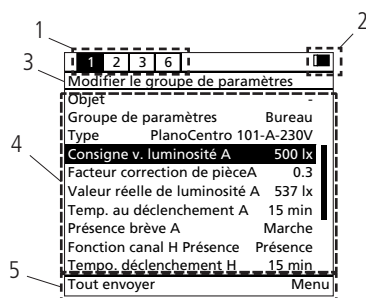 1
2
1 2 3 6
3
Modifier le groupe de paramètres
Objet -
Groupe de paramètres Bureau
Type PlanoCentro 101-A-230V
4
Consigne v. luminosité A 500 lx
Facteur correction de pièceA 0.3
Valeur réelle de luminosité A 537 lx
Temp. au déclenchement A 15 min
Présence brève A Marche
Fonction canal H Présence Présence
Tempo. déclenchement H 15 min
5
Tout envoyer Menu